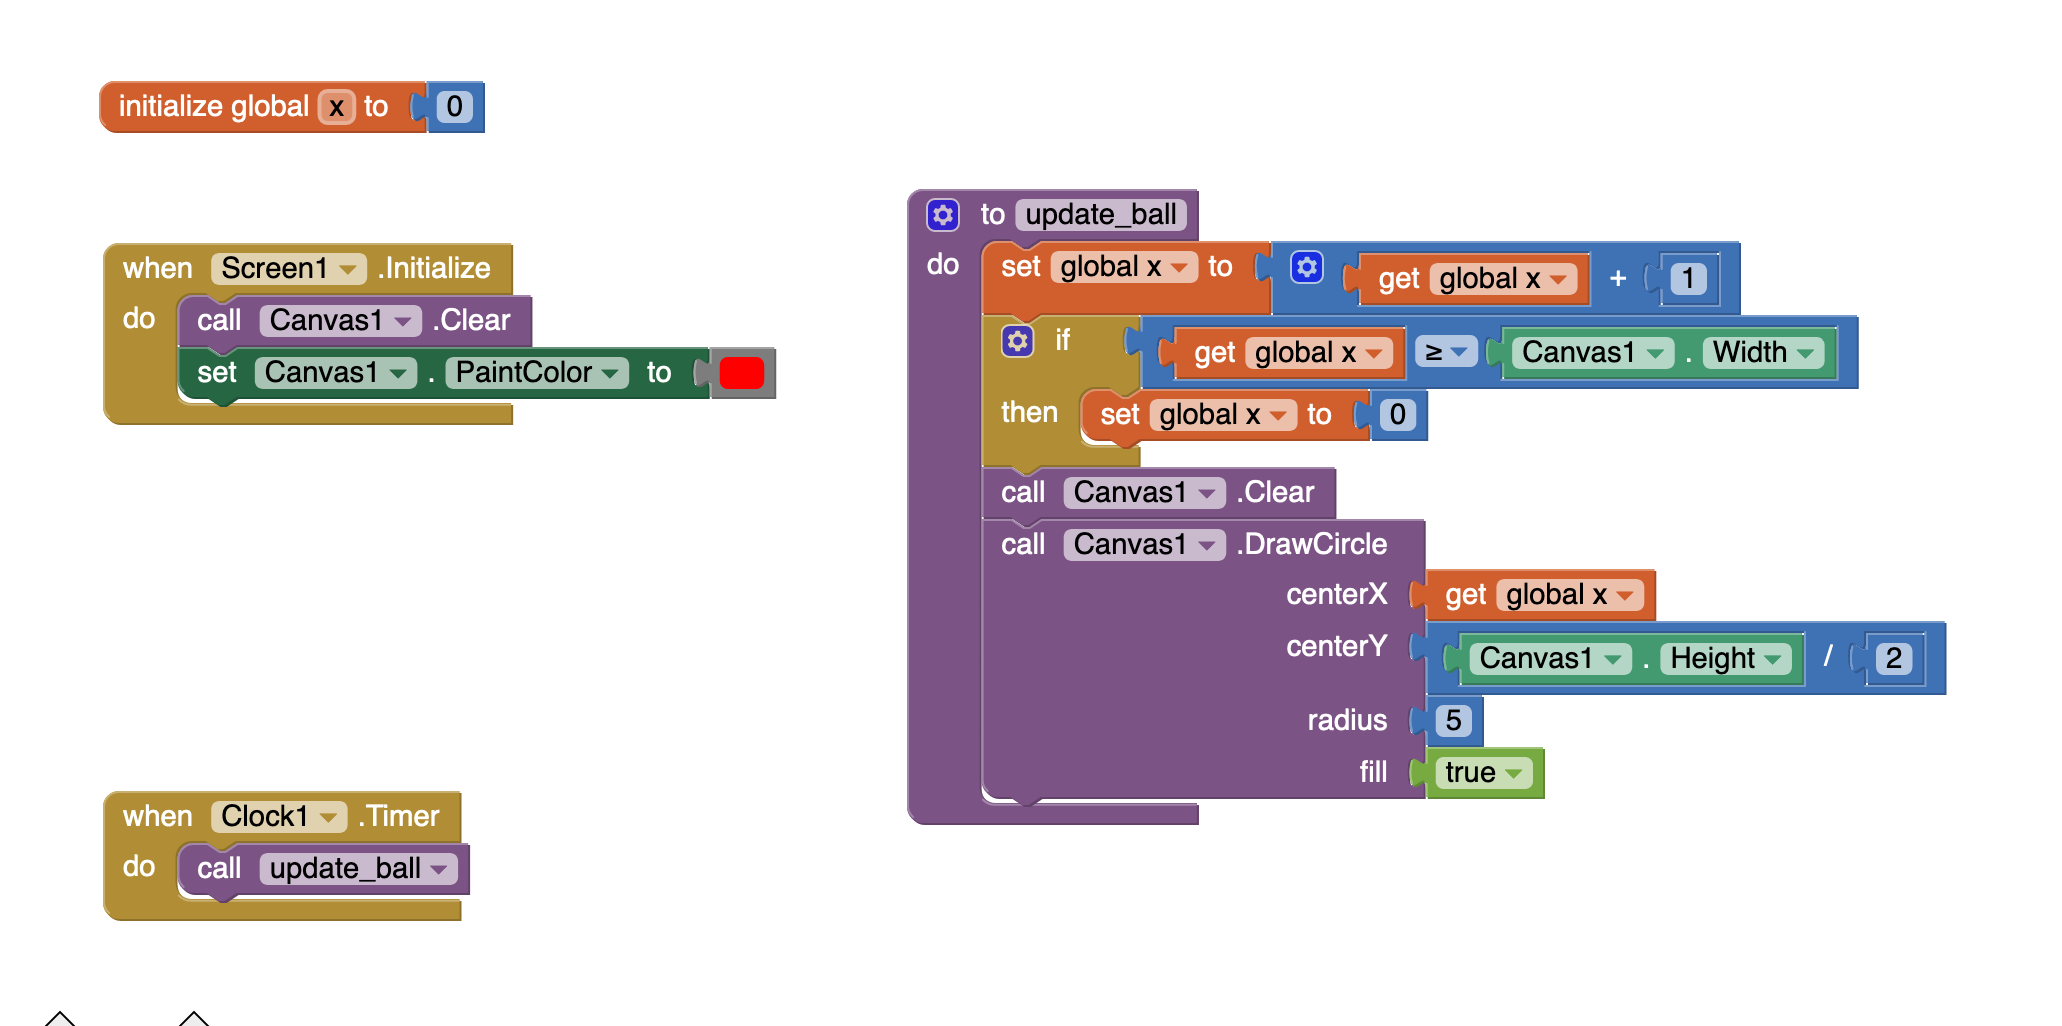 initialize global x to 0
when Screen1 .Initialize
do call Canvas1 .Clear
set Canvas1 . PaintColor to
when Clock1 .Timer
do call update_ball
to update_ball
do set global x to get global x + 1
if get global x ≥ Canvas1 . Width
then set global x to 0
call Canvas1 .Clear
call Canvas1 .DrawCircle
centerX get global x
centerY Canvas1 . Height / 2
radius 5
fill true